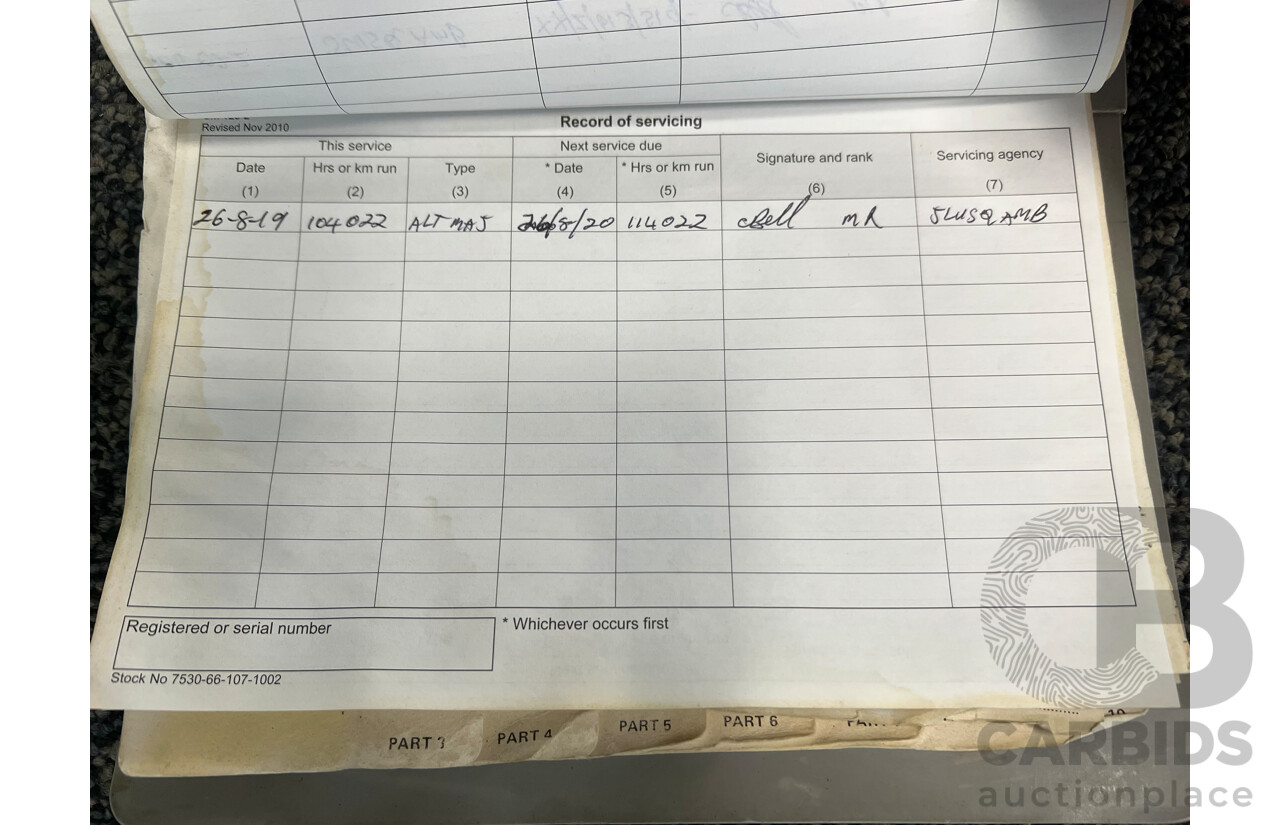 Revised Nov 2010
Record of servicing
This service Next service due
Date Hrs or km run Type * Date * Hrs or km run Signature and rank Servicing agency
(1) (2) (3) (4) (5) (6) (7)
26-8-19 104022 ALT MAJ 26/8/20 114022 cBell MR
Registered or serial number
* Whichever occurs first
Stock No 7530-66-107-1002
PART 3 PART 4 PART 5 PART 6
CARBIDS
auctionplace